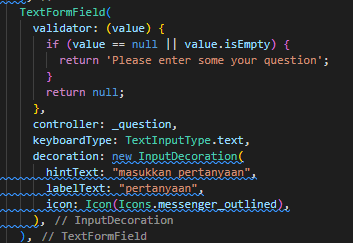 TextFormField(
validator: (value) {
if (value == null || value.isEmpty) {
return 'Please enter some your question';
}
return null;
},
controller: _question,
keyboardType: TextInputType.text,
decoration: new InputDecoration(
hintText: "masukkan pertanyaan",
labelText: "pertanyaan",
icon: Icon(Icons.messenger_outlined),
), // InputDecoration
), // TextFormField